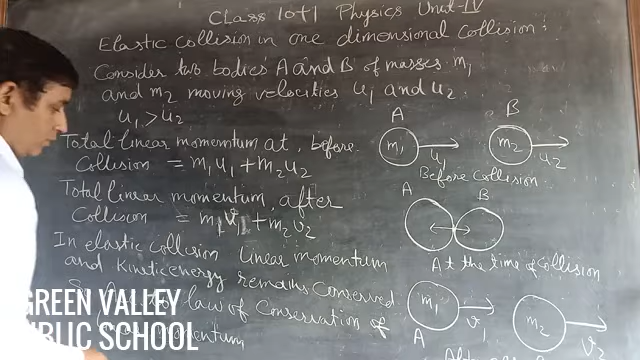 Class 10+1 Physics Unit-IV
Elastic Collision in one dimensional Collision:
Consider two bodies A and B of masses m1
and m2 moving velocities u1 and u2.
u1 > u2
Total linear momentum at, before
Collision = m1u1 + m2u2
Total linear momentum, after
Collision = m1v1 + m2v2
In elastic Collision linear momentum
and Kinetic energy remains Conserved
law of Conservation of
momentum
A
B
m1
u1
m2
u2
Before Collision
A
B
At the time of Collision
m1
v1
A
m2
v2
GREEN VALLEY
PUBLIC SCHOOL